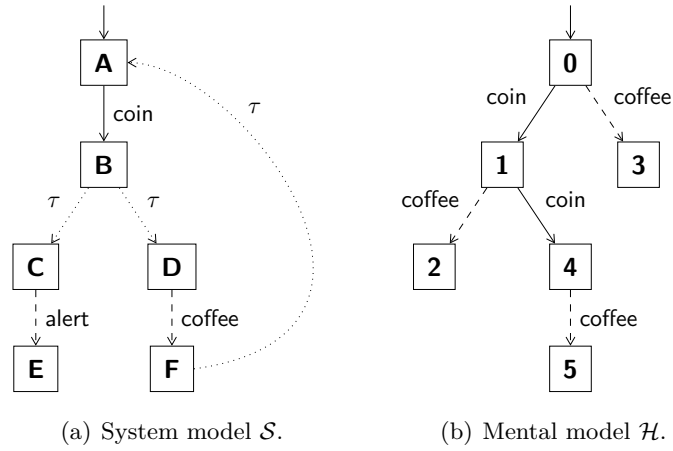 A
coin
B
τ
τ
τ
C
D
alert
coffee
E
F
(a) System model S.
0
coin
coffee
1
3
coffee
coin
2
4
coffee
5
(b) Mental model H.